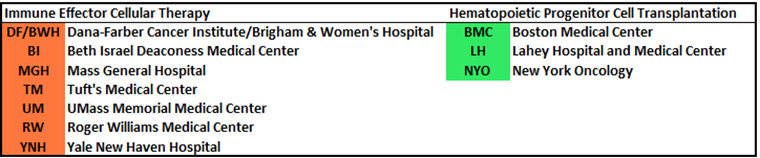 Immune Effector Cellular Therapy Hematopoietic Progenitor Cell Transplantation
DF/BWH Dana-Farber Cancer Institute/Brigham & Women's Hospital BMC Boston Medical Center
BI Beth Israel Deaconess Medical Center LH Lahey Hospital and Medical Center
MGH Mass General Hospital NYO New York Oncology
TM Tuft's Medical Center
UM UMass Memorial Medical Center
RW Roger Williams Medical Center
YNH Yale New Haven Hospital